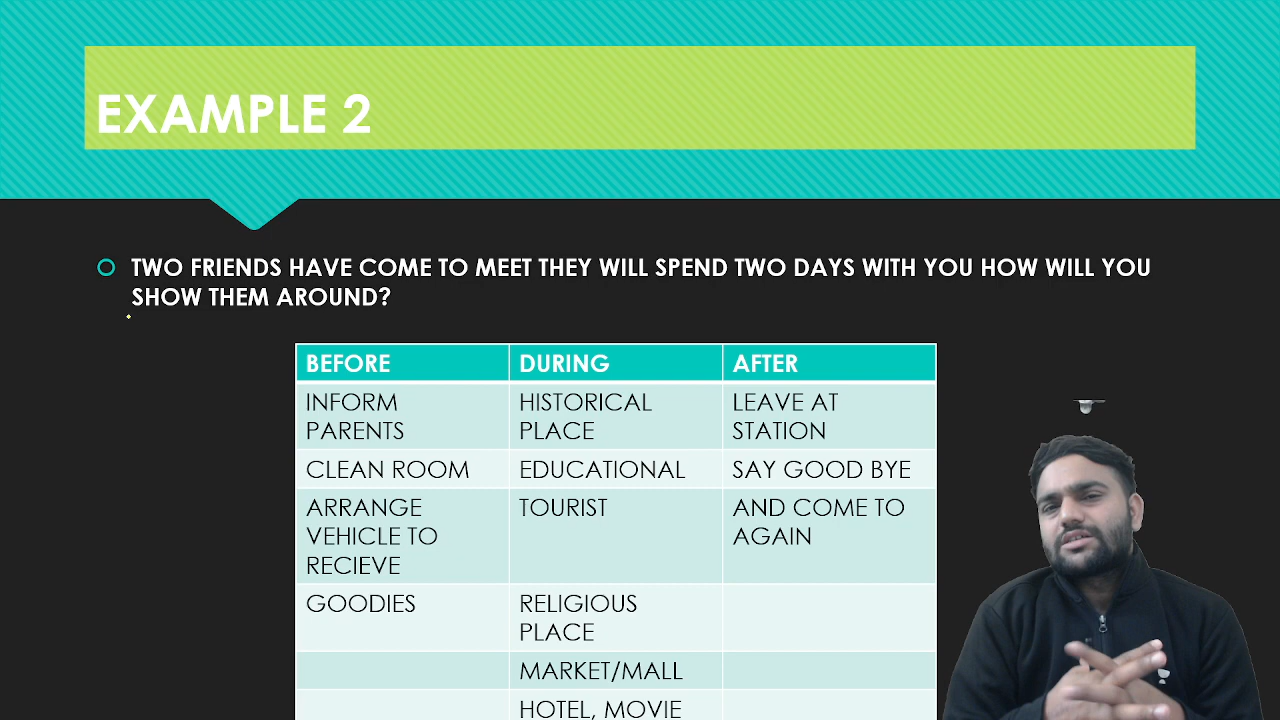 EXAMPLE 2
TWO FRIENDS HAVE COME TO MEET THEY WILL SPEND TWO DAYS WITH YOU HOW WILL YOU
SHOW THEM AROUND?
BEFORE
DURING
AFTER
INFORM
PARENTS
HISTORICAL
PLACE
LEAVE AT
STATION
CLEAN ROOM
EDUCATIONAL
SAY GOOD BYE
ARRANGE
VEHICLE TO
RECIEVE
TOURIST
AND COME TO
AGAIN
GOODIES
RELIGIOUS
PLACE
MARKET/MALL
HOTEL, MOVIE